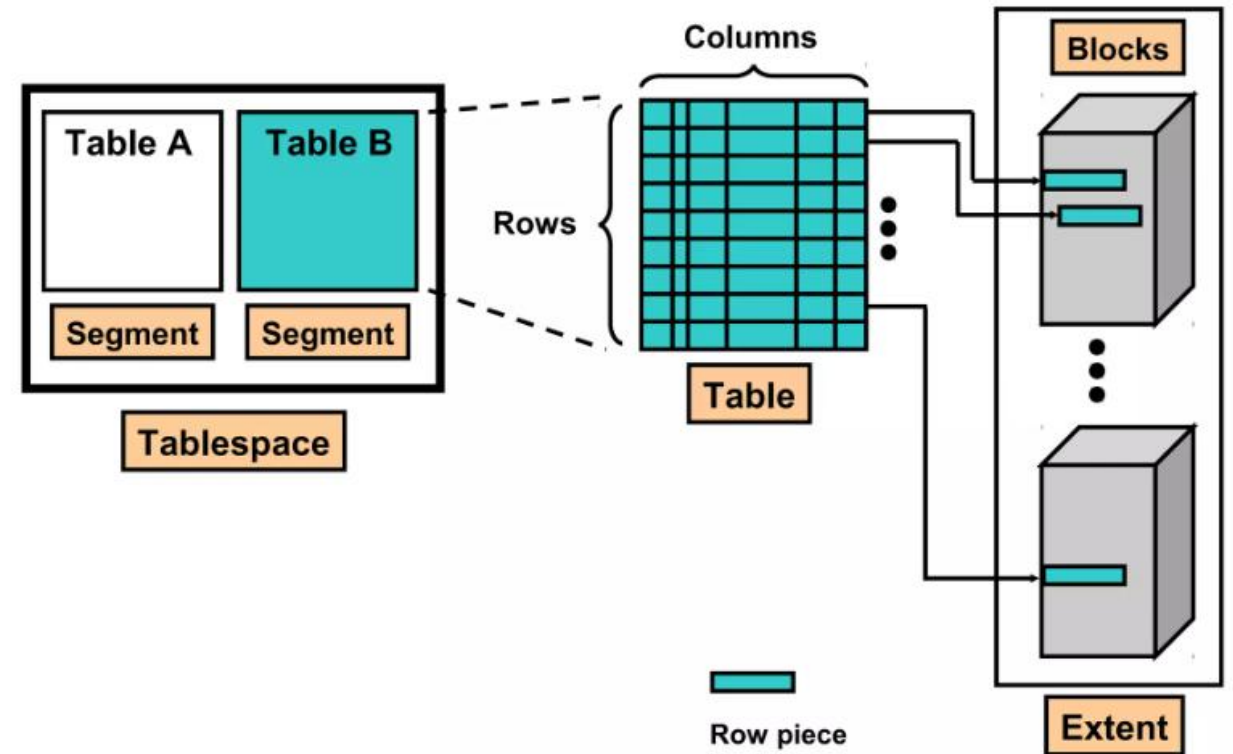 Table A
Table B
Segment
Segment
Tablespace
Columns
Rows
Table
Row piece
Blocks
Extent